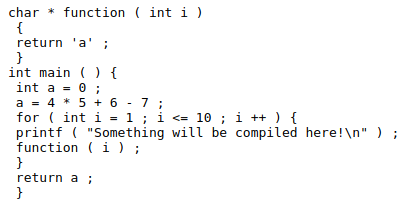 char * function ( int i )
{
return 'a' ;
}
int main ( ) {
int a = 0 ;
a = 4 * 5 + 6 - 7 ;
for ( int i = 1 ; i <= 10 ; i ++ ) {
printf ( "Something will be compiled here!\n" ) ;
function ( i ) ;
}
return a ;
}